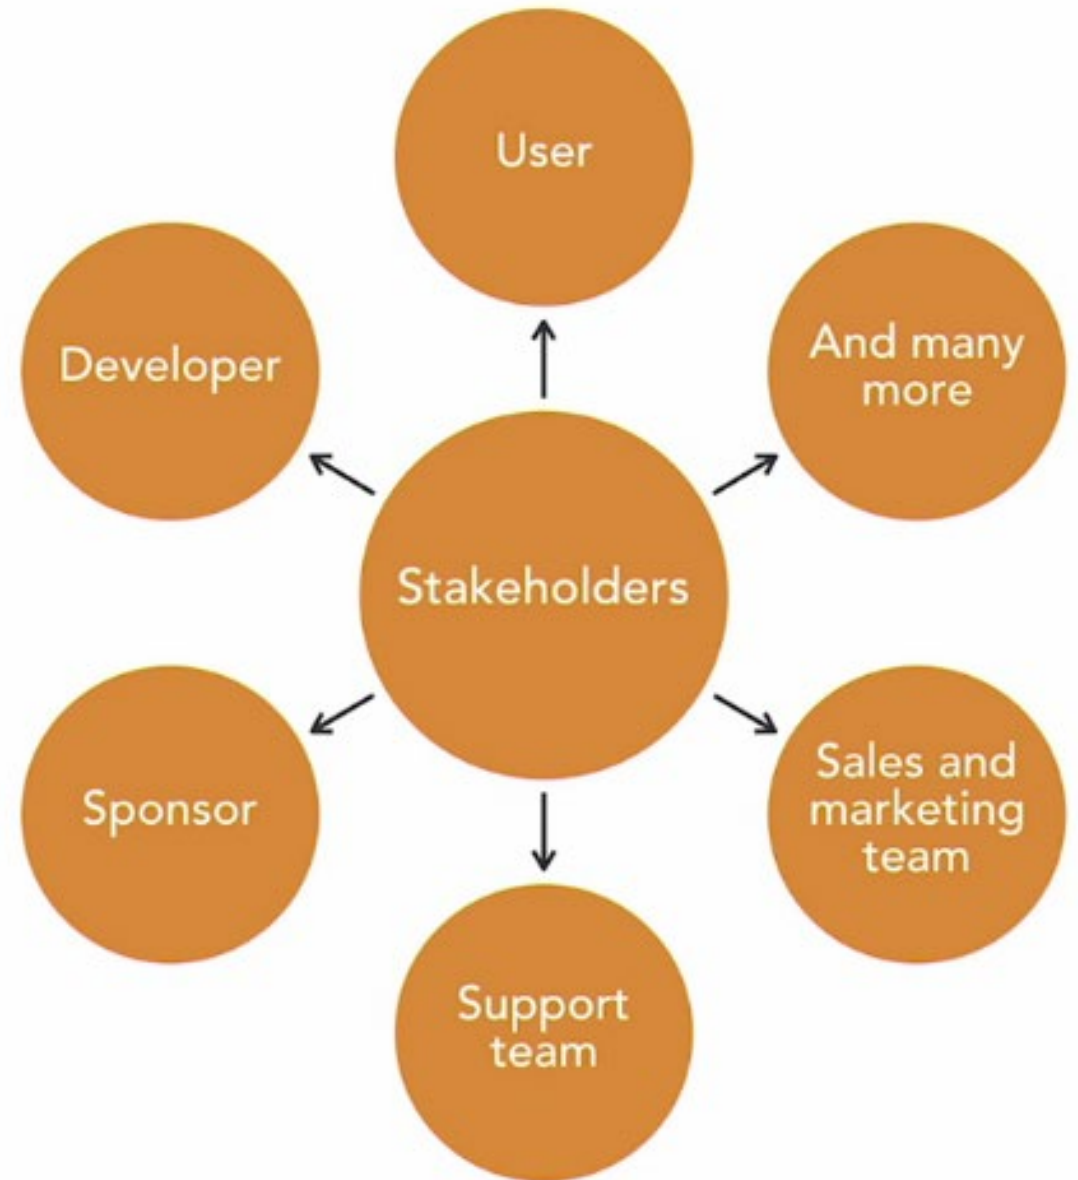 User
Developer
And many
more
Stakeholders
Sponsor
Sales and
marketing
team
Support
team